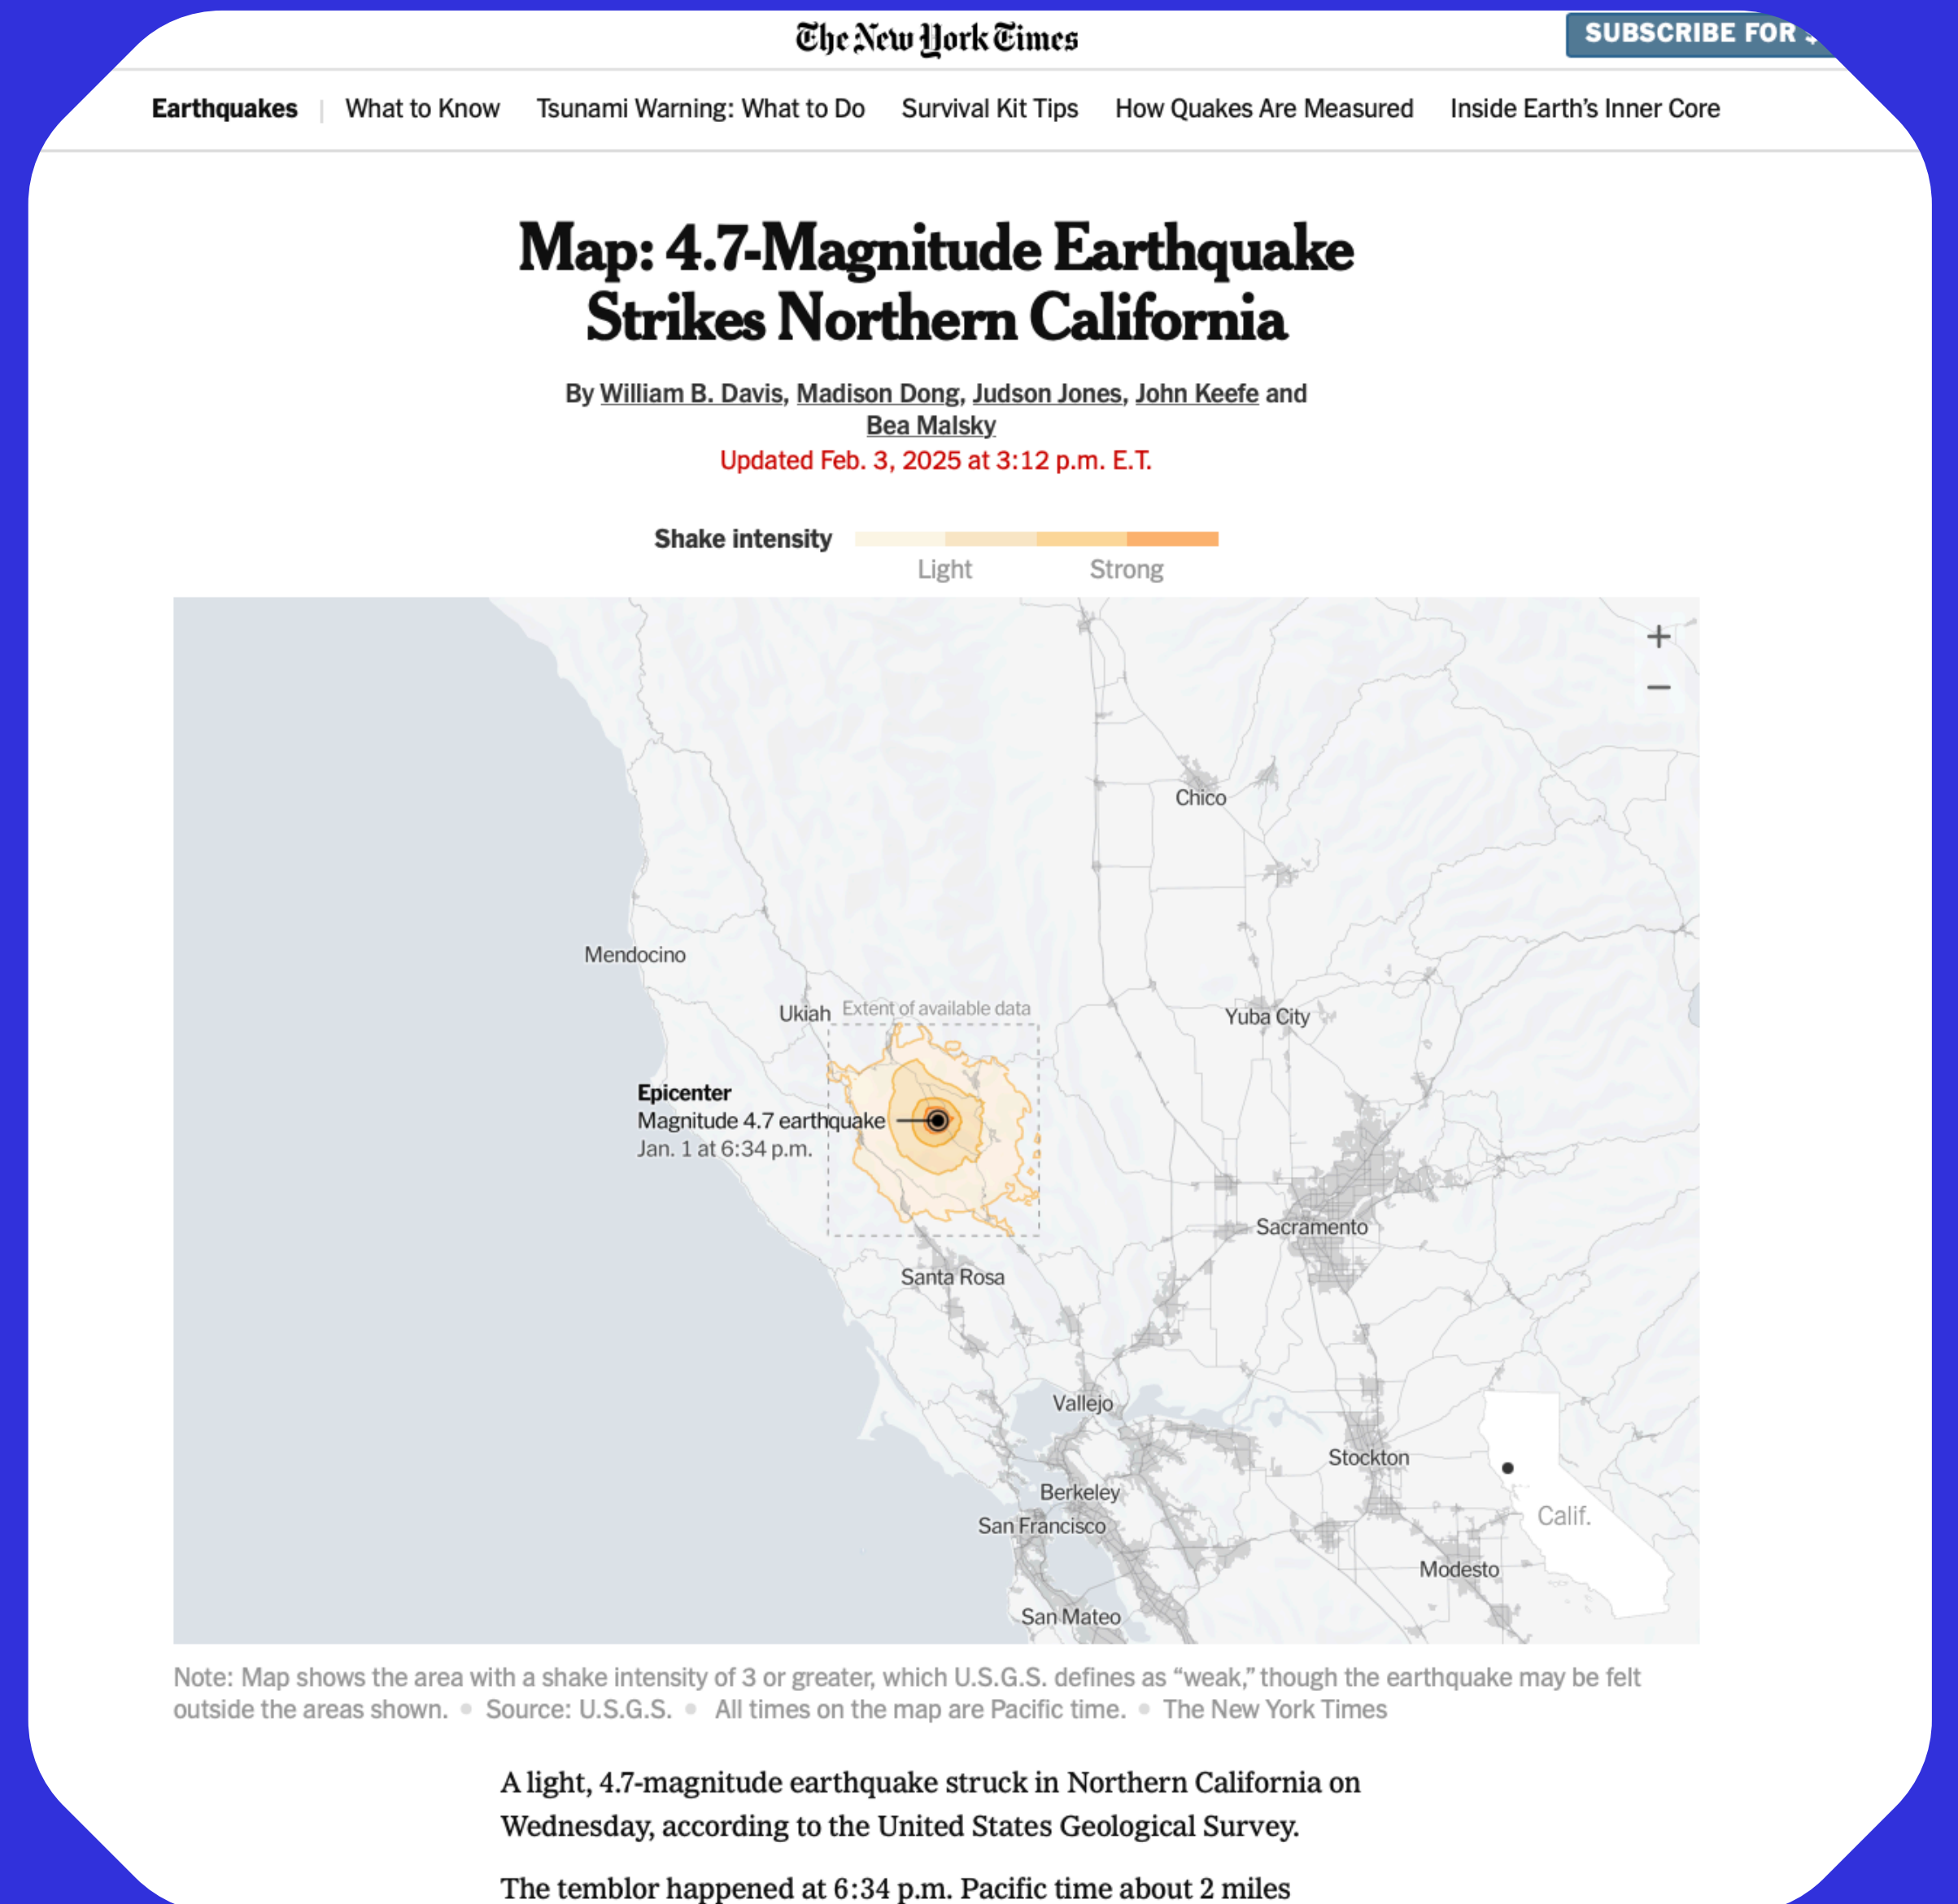 The New York Times
SUBSCRIBE FOR
Earthquakes
What to Know
Tsunami Warning: What to Do
Survival Kit Tips
How Quakes Are Measured
Inside Earth’s Inner Core
Map: 4.7-Magnitude Earthquake
Strikes Northern California
By William B. Davis, Madison Dong, Judson Jones, John Keefe and
Bea Malsky
Updated Feb. 3, 2025 at 3:12 p.m. E.T.
Shake intensity
Light
Strong
+
−
Chico
Mendocino
Ukiah
Extent of available data
Yuba City
Epicenter
Magnitude 4.7 earthquake
Jan. 1 at 6:34 p.m.
Sacramento
Santa Rosa
Vallejo
Stockton
Berkeley
Calif.
San Francisco
Modesto
San Mateo
Note: Map shows the area with a shake intensity of 3 or greater, which U.S.G.S. defines as “weak,” though the earthquake may be felt
outside the areas shown. • Source: U.S.G.S. • All times on the map are Pacific time. • The New York Times
A light, 4.7-magnitude earthquake struck in Northern California on
Wednesday, according to the United States Geological Survey.
The temblor happened at 6:34 p.m. Pacific time about 2 miles